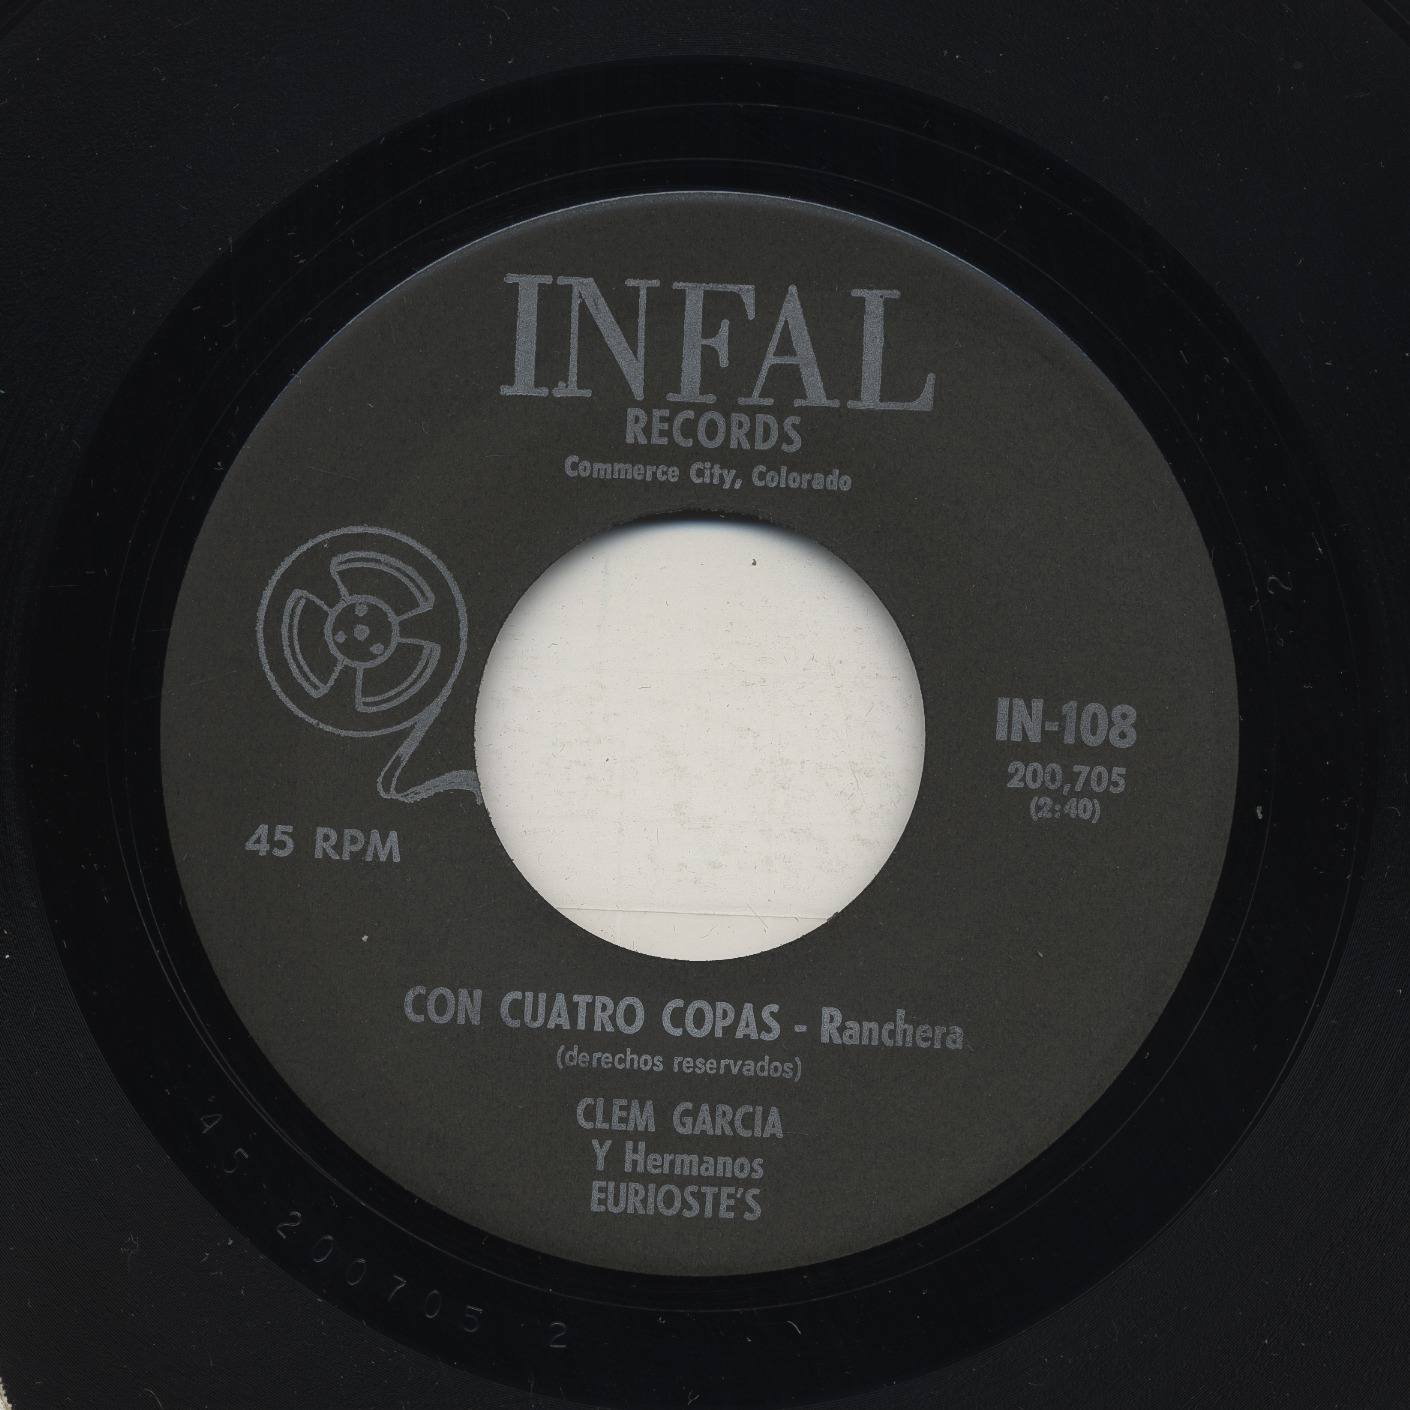 INFAL
RECORDS
Commerce City, Colorado
IN-108
200,705
(2:40)
45 RPM
CON CUATRO COPAS - Ranchera
(derechos reservados)
CLEM GARCIA
Y Hermanos
EURIOSTE'S
45 200705 2